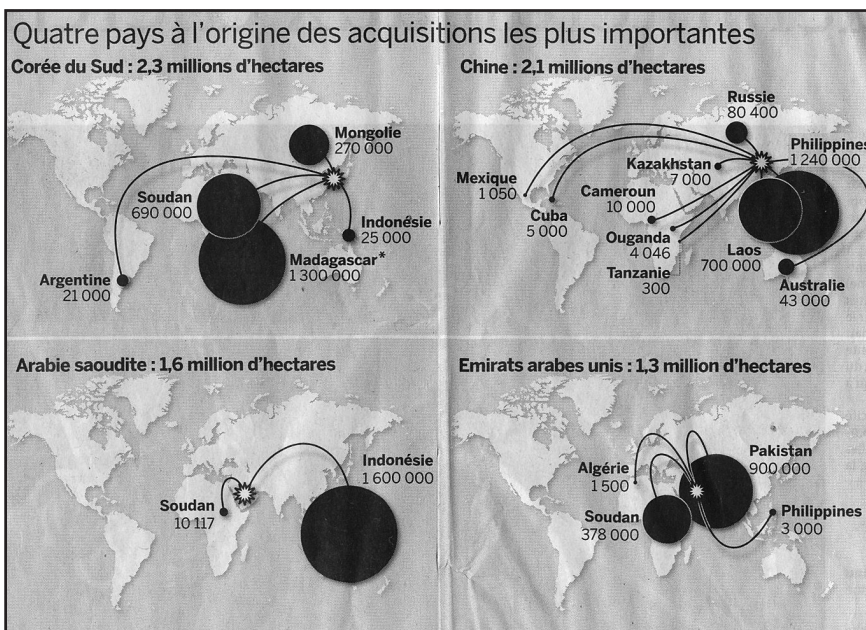 Quatre pays à l'origine des acquisitions les plus importantes
Corée du Sud : 2,3 millions d'hectares
Mongolie
270 000
Soudan
690 000
Indonésie
25 000
Madagascar*
1 300 000
Argentine
21 000
Chine : 2,1 millions d'hectares
Russie
80 400
Philippines
1 240 000
Kazakhstan
7 000
Mexique
1 050
Cameroun
10 000
Cuba
5 000
Ouganda
4 046
Laos
700 000
Tanzanie
300
Australie
43 000
Arabie saoudite : 1,6 million d'hectares
Indonésie
1 600 000
Soudan
10 117
Emirats arabes unis : 1,3 million d'hectares
Pakistan
900 000
Algérie
1 500
Soudan
378 000
Philippines
3 000